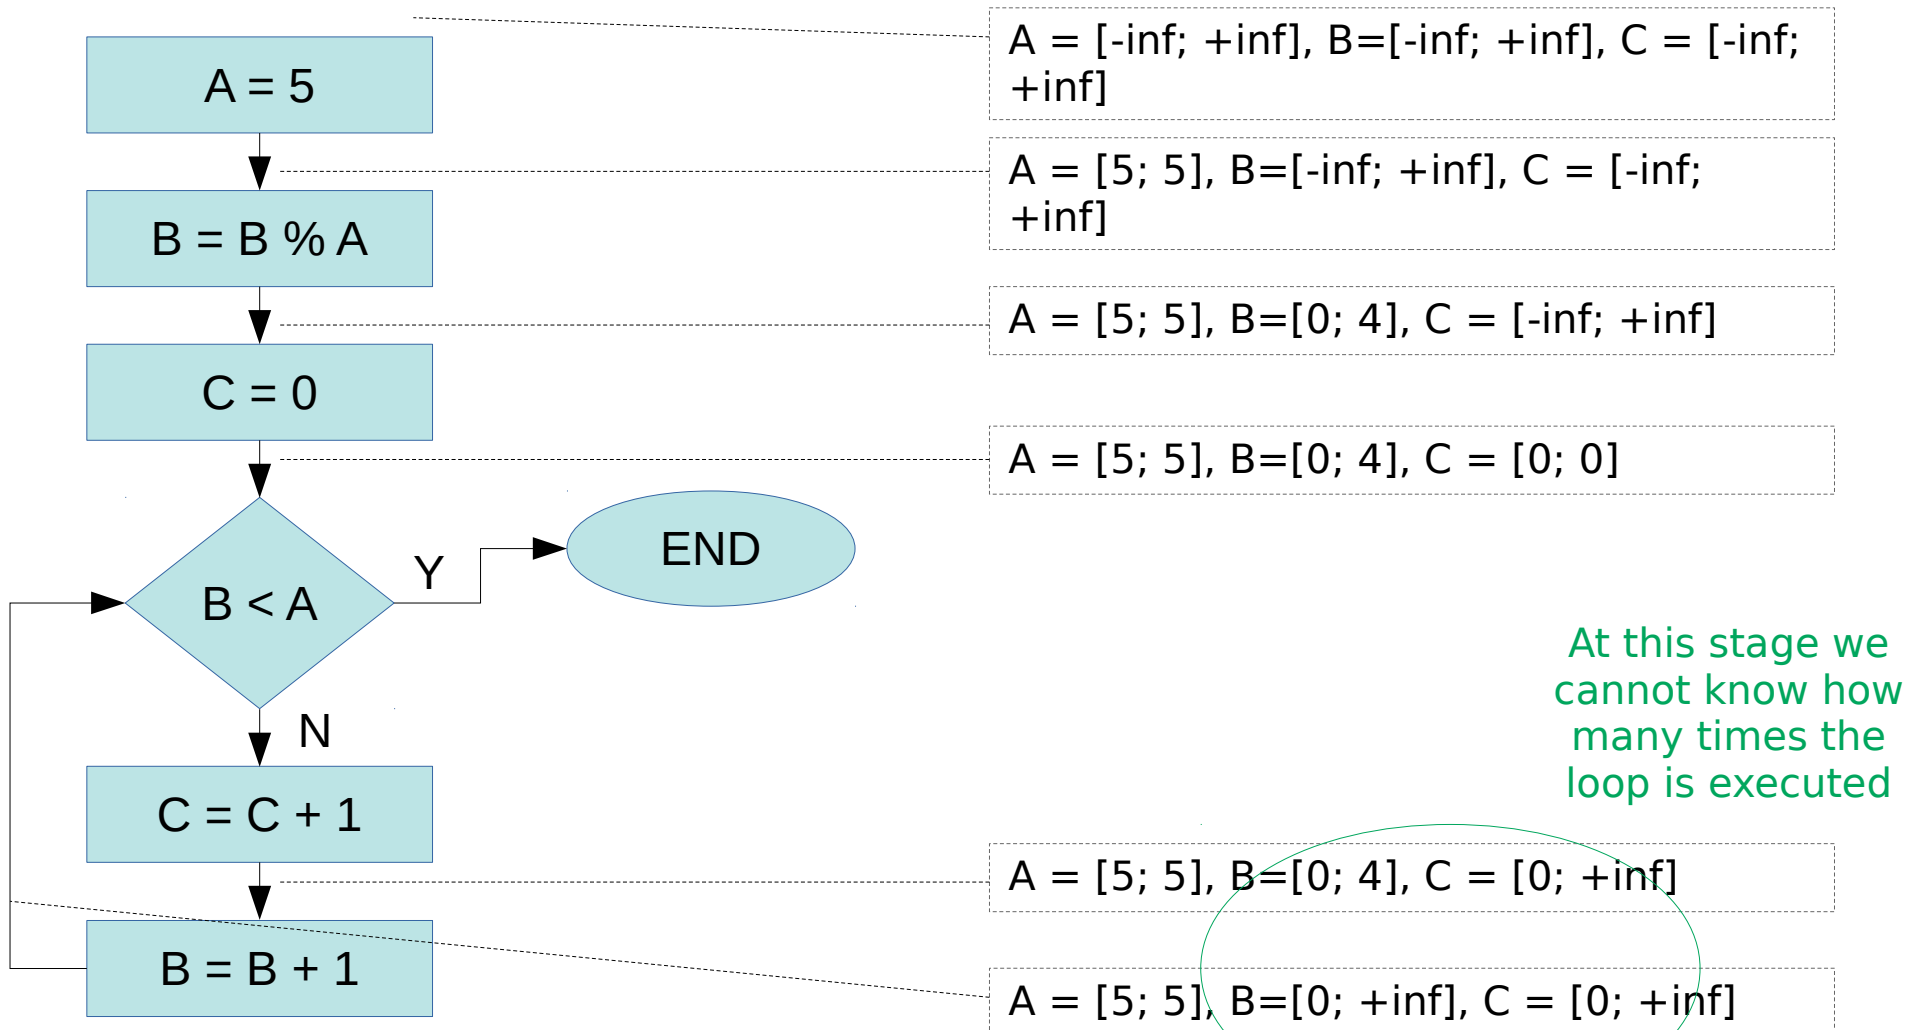 A = [-inf; +inf], B=[-inf; +inf], C = [-inf;
+inf]
A = 5
A = [5; 5], B=[-inf; +inf], C = [-inf;
+inf]
B = B % A
A = [5; 5], B=[0; 4], C = [-inf; +inf]
C = 0
A = [5; 5], B=[0; 4], C = [0; 0]
END
Y
B < A
N
At this stage we
cannot know how
many times the
loop is executed
C = C + 1
A = [5; 5], B=[0; 4], C = [0; +inf]
B = B + 1
A = [5; 5], B=[0; +inf], C = [0; +inf]